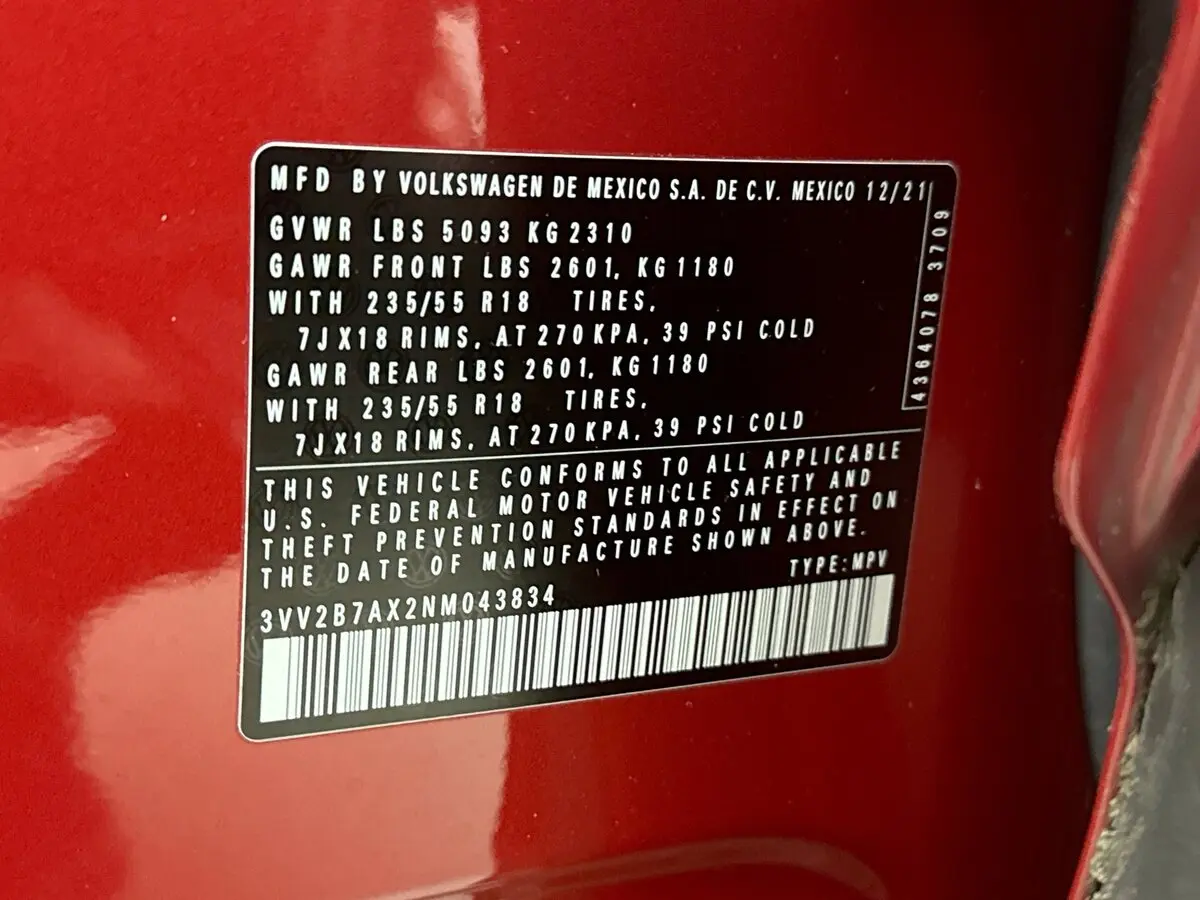 MFD BY VOLKSWAGEN DE MEXICO S.A. DE C.V. MEXICO 12/21
GVWR LBS 5093 KG 2310
GAWR FRONT LBS 2601, KG 1180
WITH 235/55 R18 TIRES,
7J X18 RIMS, AT 270 KPA, 39 PSI COLD
GAWR REAR LBS 2601, KG 1180
WITH 235/55 R18 TIRES,
7J X18 RIMS, AT 270 KPA, 39 PSI COLD
4364078 3709
THIS VEHICLE CONFORMS TO ALL APPLICABLE
U.S. FEDERAL MOTOR VEHICLE SAFETY AND
THEFT PREVENTION STANDARDS IN EFFECT ON
THE DATE OF MANUFACTURE SHOWN ABOVE.
TYPE:MPV
3VV2B7AX2NM043834